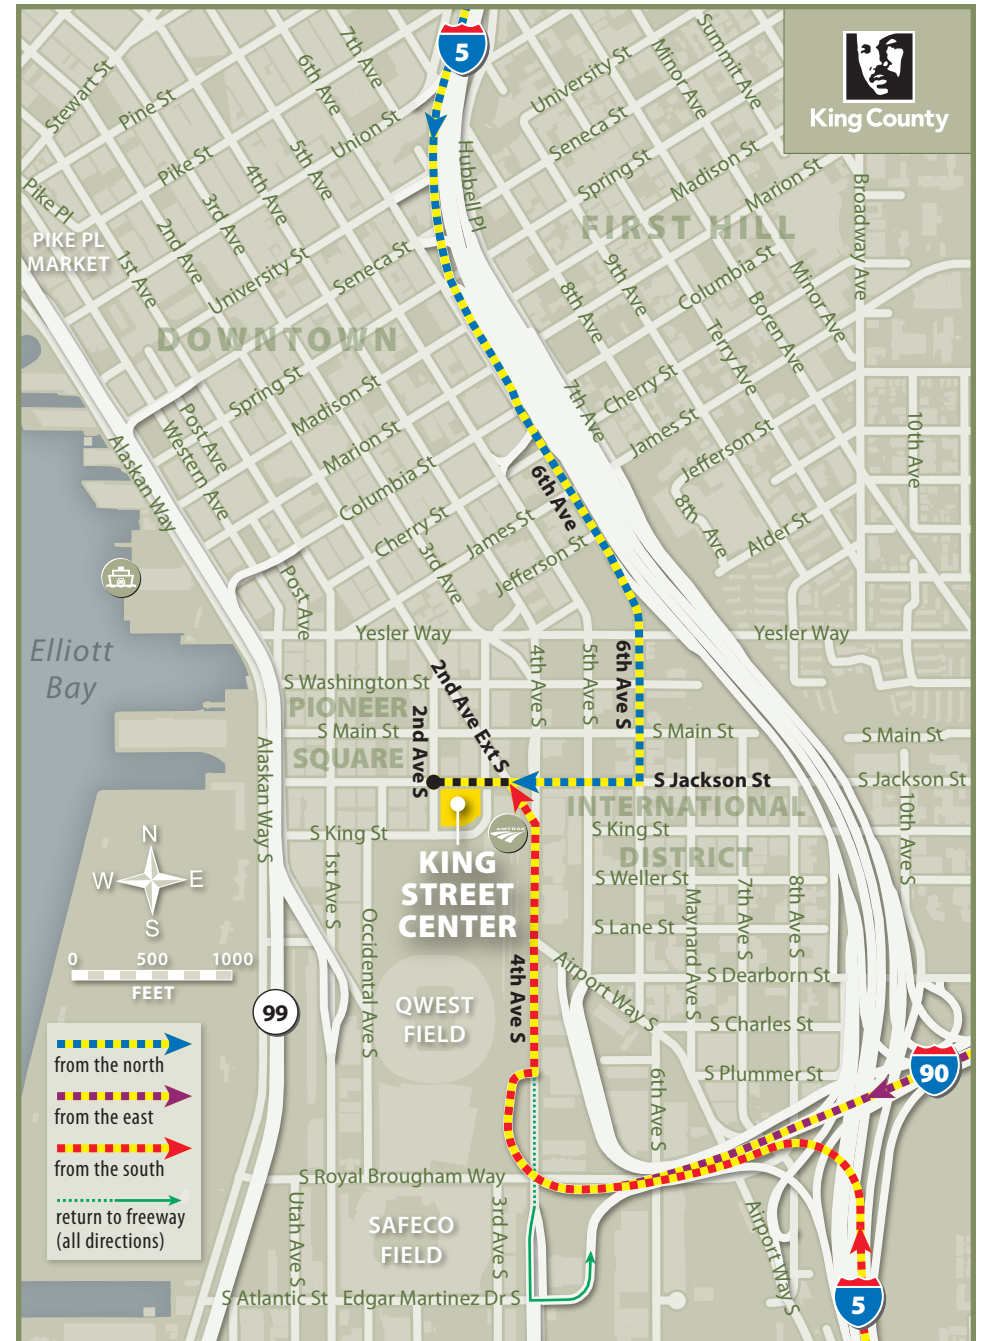 5
King County
7th Ave
6th Ave
Stewart St
Pine St
Union St
Pike St
5th Ave
4th Ave
3rd Ave
2nd Ave
1st Ave
Pike Pl
PIKE PL
MARKET
University St
Seneca St
Hubbell Pl
University St
Minor Ave
Summit Ave
Seneca St
Spring St
Madison St
Marion St
Broadway Ave
FIRST HILL
9th Ave
8th Ave
Columbia St
Minor Ave
Boren Ave
Terry Ave
DOWNTOWN
Spring St
Madison St
Marion St
Columbia St
Cherry St
James St
Jefferson St
Post Ave
Western Ave
Alaskan Way
7th Ave
Cherry St
James St
Jefferson St
10th Ave
8th Ave
Alder St
6th Ave
3rd Ave
Post Ave
Elliott
Bay
Yesler Way
Yesler Way
S Washington St
PIONEER
SQUARE
S Main St
S Main St
S Main St
2nd Ave Ext S
2nd Ave S
4th Ave S
5th Ave S
6th Ave S
S Jackson St
S Jackson St
INTERNATIONAL
DISTRICT
Alaskan Way S
S King St
S King St
AMTRAK
KING
STREET
CENTER
S Weller St
S Lane St
1st Ave S
Occidental Ave S
Maynard Ave S
7th Ave S
8th Ave S
10th Ave S
N
W
E
S
0 500 1000
FEET
QWEST
FIELD
4th Ave S
Airport Way S
S Dearborn St
S Charles St
S Plummer St
6th Ave S
99
90
from the north
from the east
from the south
return to freeway
(all directions)
S Royal Brougham Way
Utah Ave S
SAFECO
FIELD
3rd Ave S
Airport Way S
S Atlantic St
Edgar Martinez Dr S
5